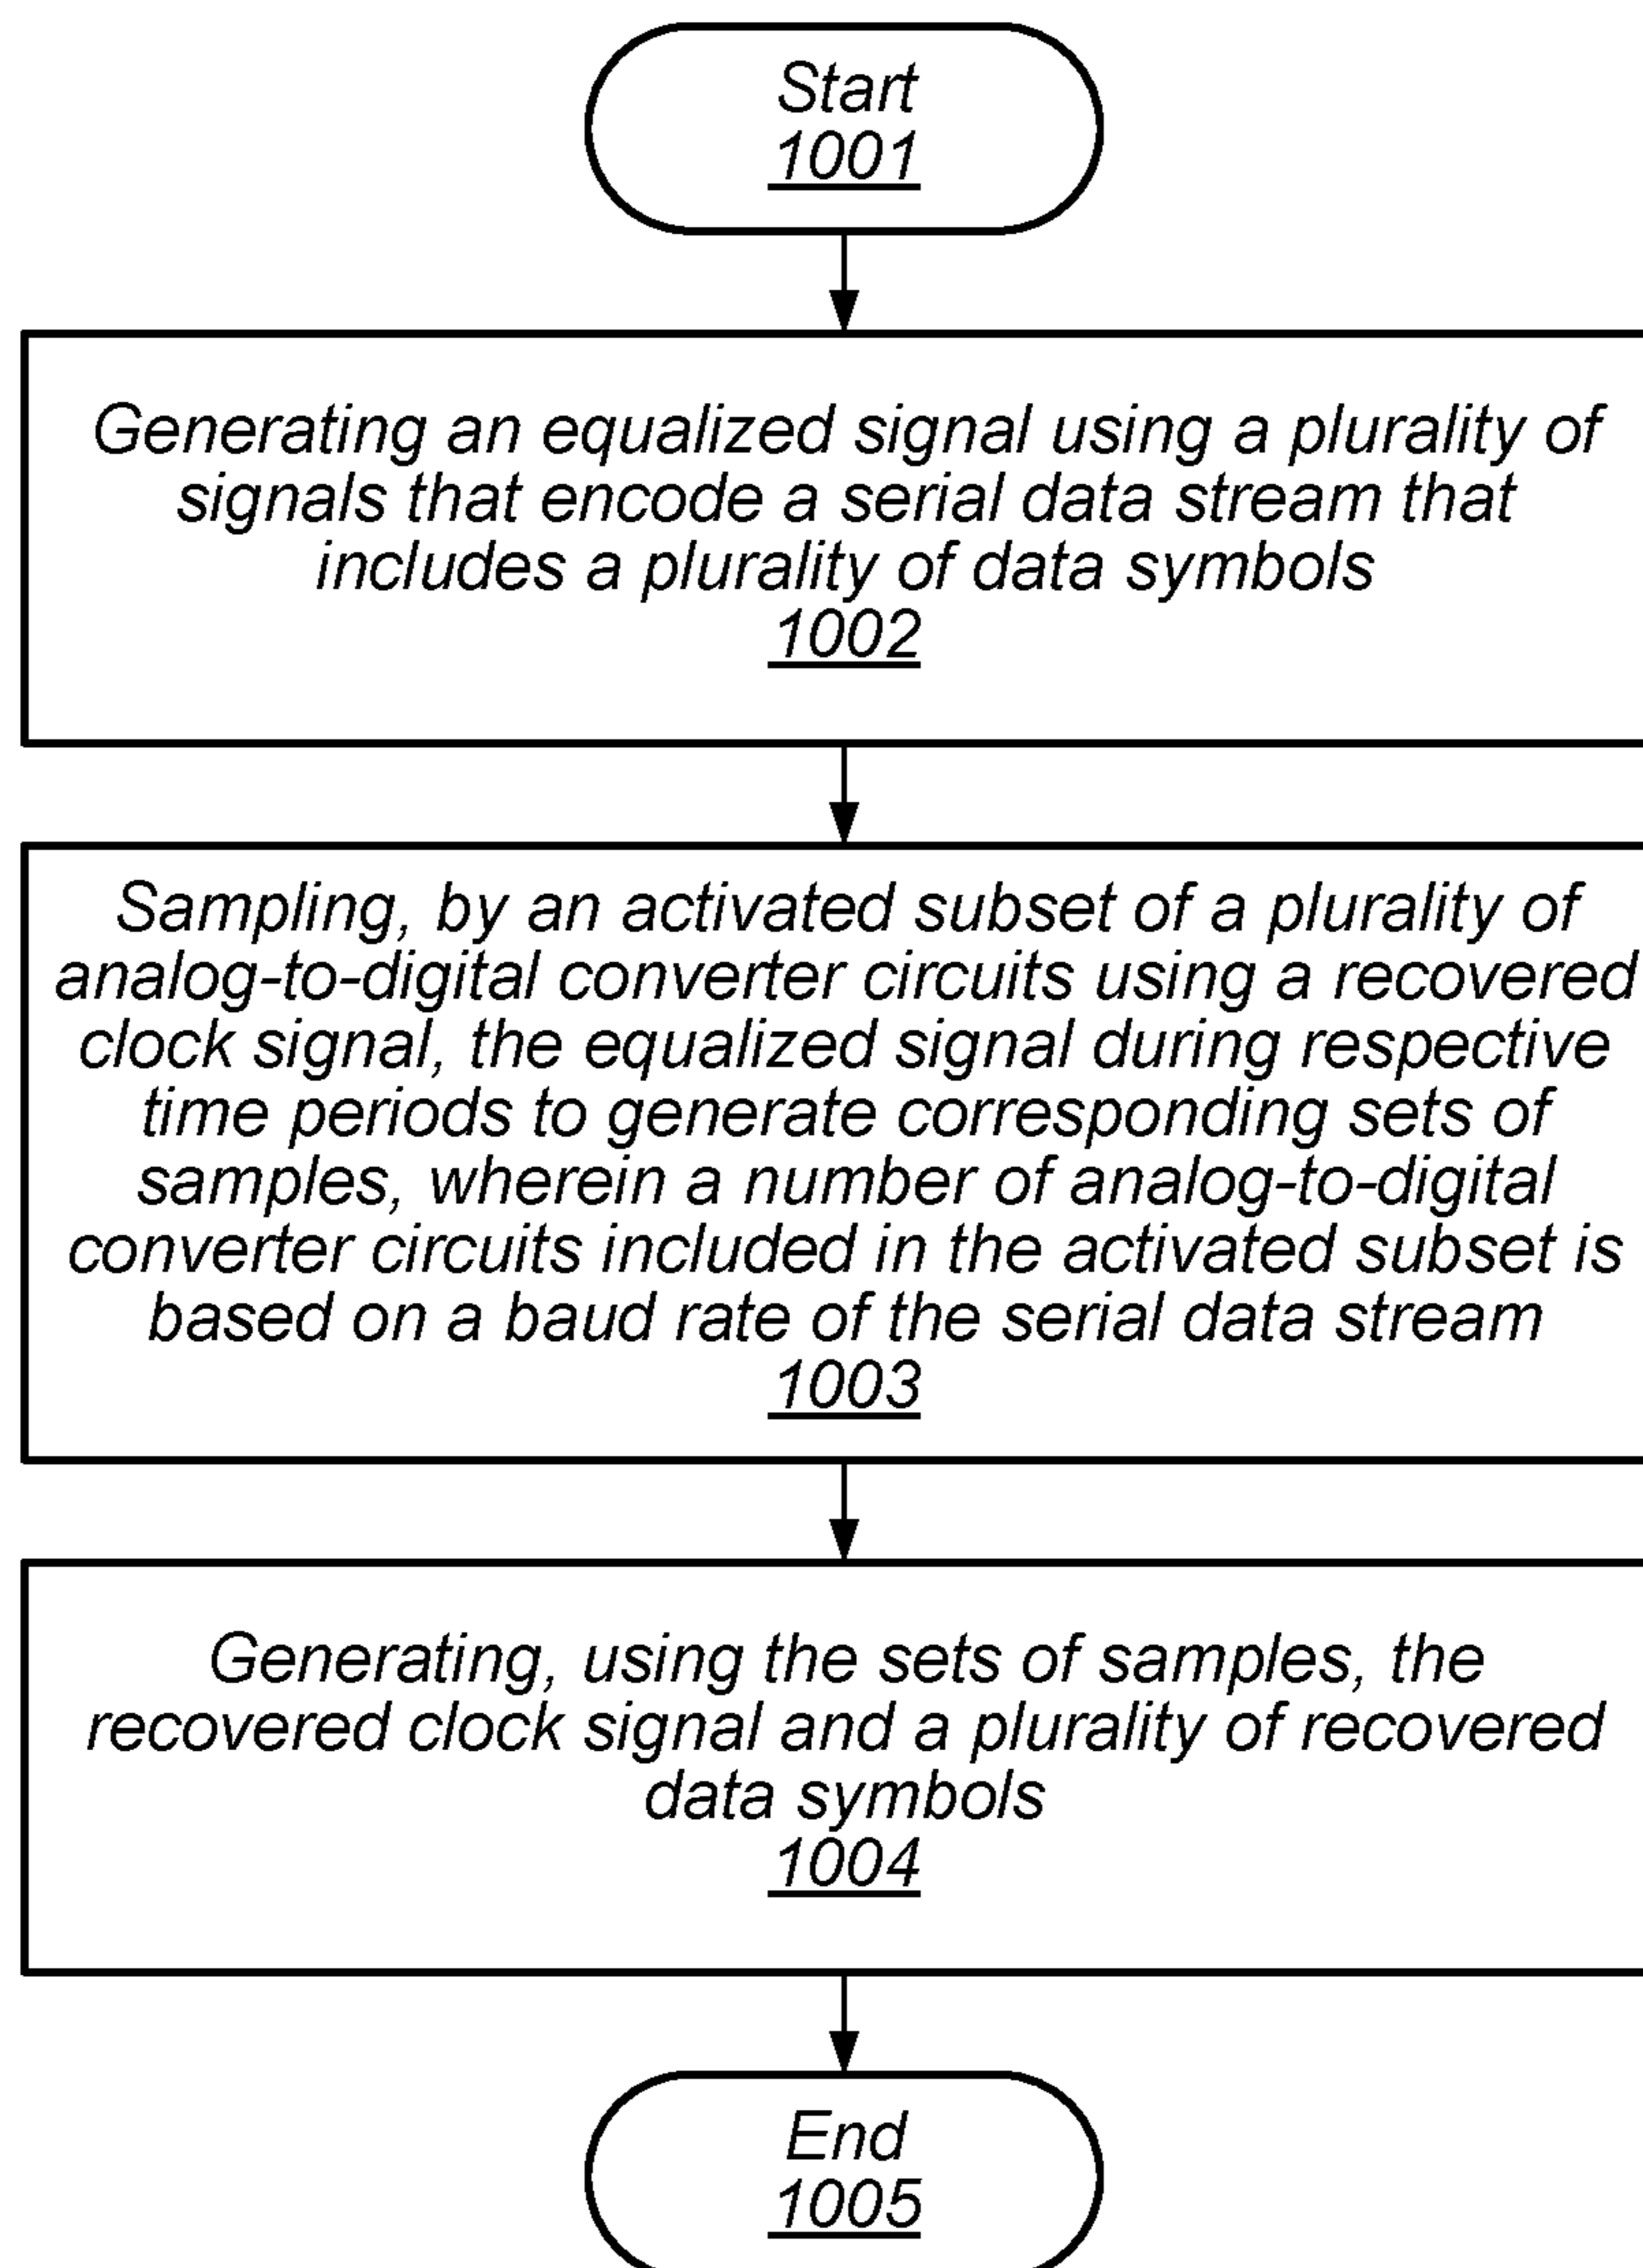 Start
1001
Generating an equalized signal using a plurality of
signals that encode a serial data stream that
includes a plurality of data symbols
1002
Sampling, by an activated subset of a plurality of
analog-to-digital converter circuits using a recovered
clock signal, the equalized signal during respective
time periods to generate corresponding sets of
samples, wherein a number of analog-to-digital
converter circuits included in the activated subset is
based on a baud rate of the serial data stream
1003
Generating, using the sets of samples, the
recovered clock signal and a plurality of recovered
data symbols
1004
End
1005